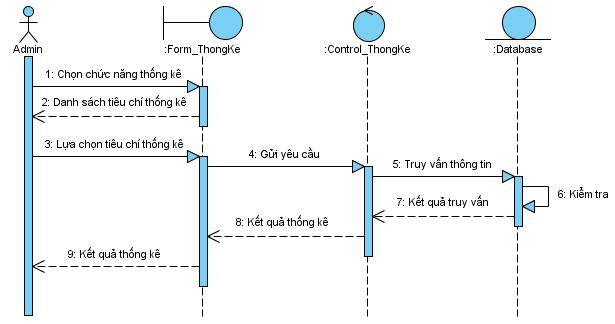 Admin
:Form_ThongKe
:Control_ThongKe
:Database
1: Chọn chức năng thống kê
2: Danh sách tiêu chí thống kê
3: Lựa chọn tiêu chí thống kê
4: Gửi yêu cầu
5: Truy vấn thông tin
6: Kiểm tra
7: Kết quả truy vấn
8: Kết quả thống kê
9: Kết quả thống kê